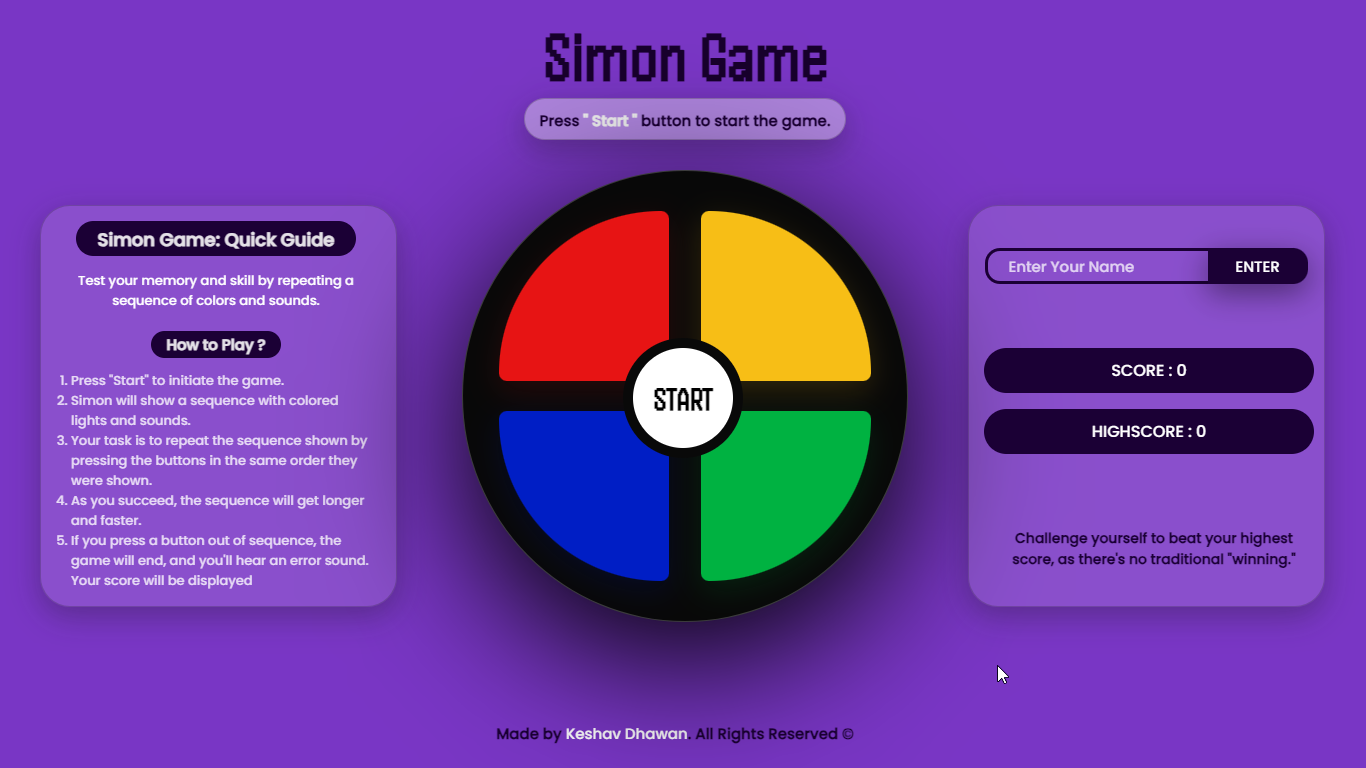 Simon Game
Press " Start " button to start the game.
Simon Game: Quick Guide
Test your memory and skill by repeating a
sequence of colors and sounds.
How to Play ?
1. Press "Start" to initiate the game.
2. Simon will show a sequence with colored
lights and sounds.
3. Your task is to repeat the sequence shown by
pressing the buttons in the same order they
were shown.
4. As you succeed, the sequence will get longer
and faster.
5. If you press a button out of sequence, the
game will end, and you'll hear an error sound.
Your score will be displayed
START
Enter Your Name
ENTER
SCORE : 0
HIGHSCORE : 0
Challenge yourself to beat your highest
score, as there's no traditional "winning."
Made by Keshav Dhawan. All Rights Reserved ©